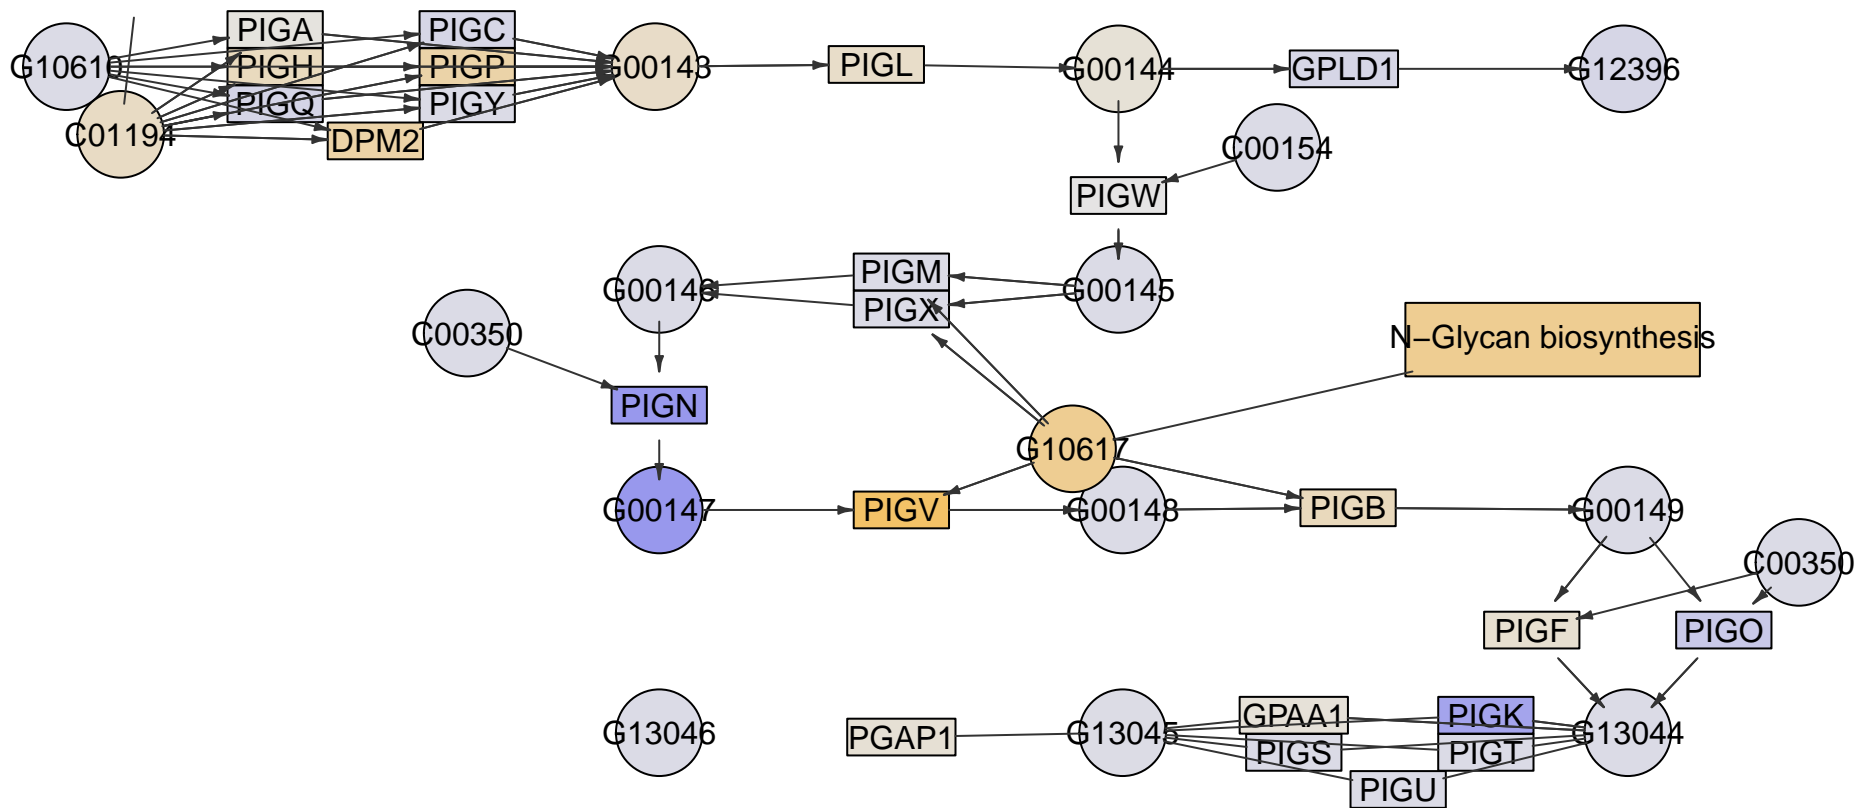 PIGA
PIGC
G10610
PIGH
PIGP
G00143
PIGL
G00144
GPLD1
G12396
PIGQ
PIGY
C01194
DPM2
C00154
PIGW
PIGM
G00146
G00145
PIGX
C00350
N–Glycan biosynthesis
PIGN
G10617
G00147
PIGV
G00148
PIGB
G00149
C00350
PIGF
PIGO
GPAA1
PIGK
G13046
PGAP1
G13045
G13044
PIGS
PIGT
PIGU